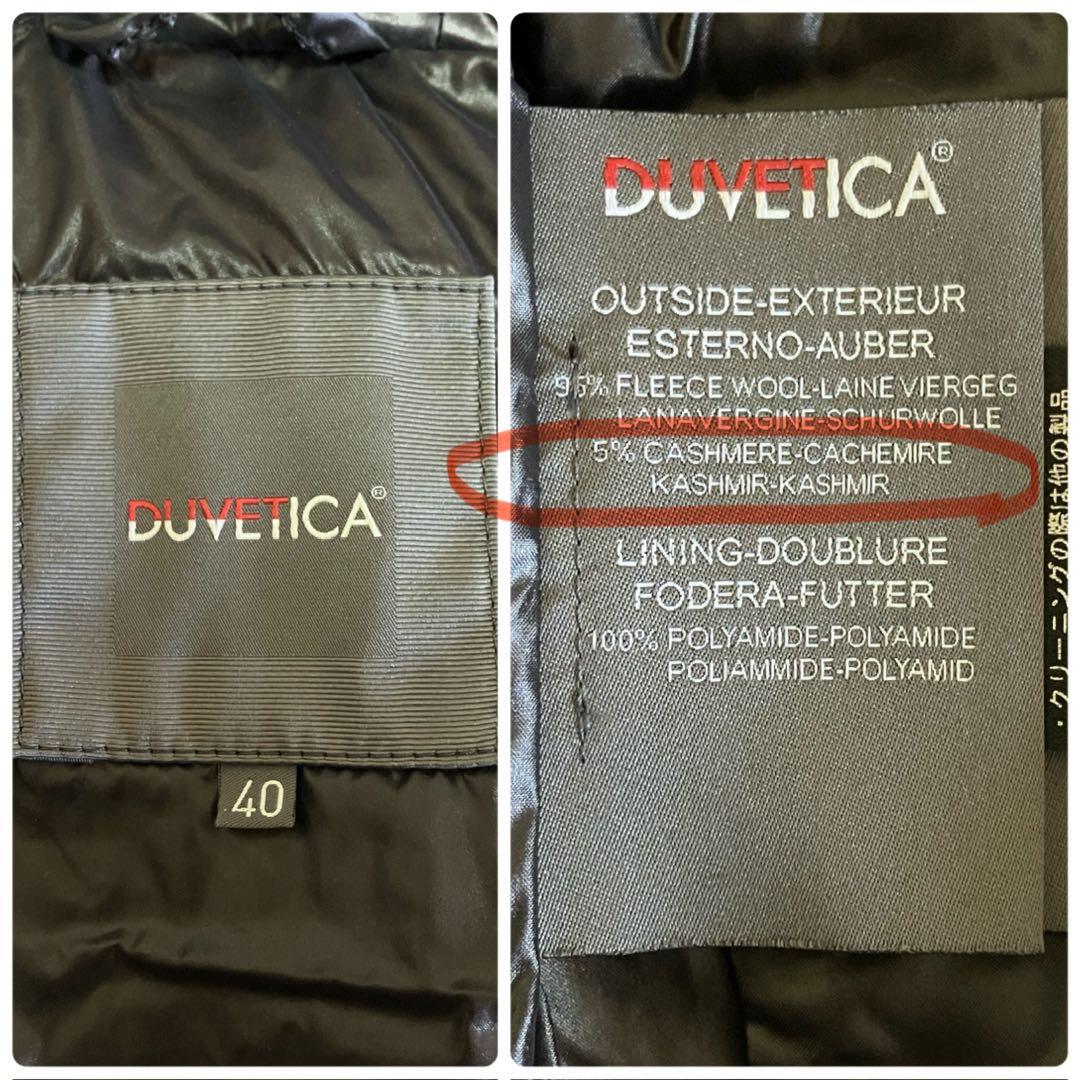 DUVETICA®
40
DUVETICA®
OUTSIDE-EXTERIEUR
ESTERNO-AUBER
95% FLEECE WOOL-LAINE VIERGEG
LANAVERGINE-SCHURWOLLE
5% CASHMERE-CACHEMIRE
KASHMIR-KASHMIR
LINING-DOUBLURE
FODERA-FUTTER
100% POLYAMIDE-POLYAMIDE
POLIAMMIDE-POLYAMID
・クリーニングの際は他の製品